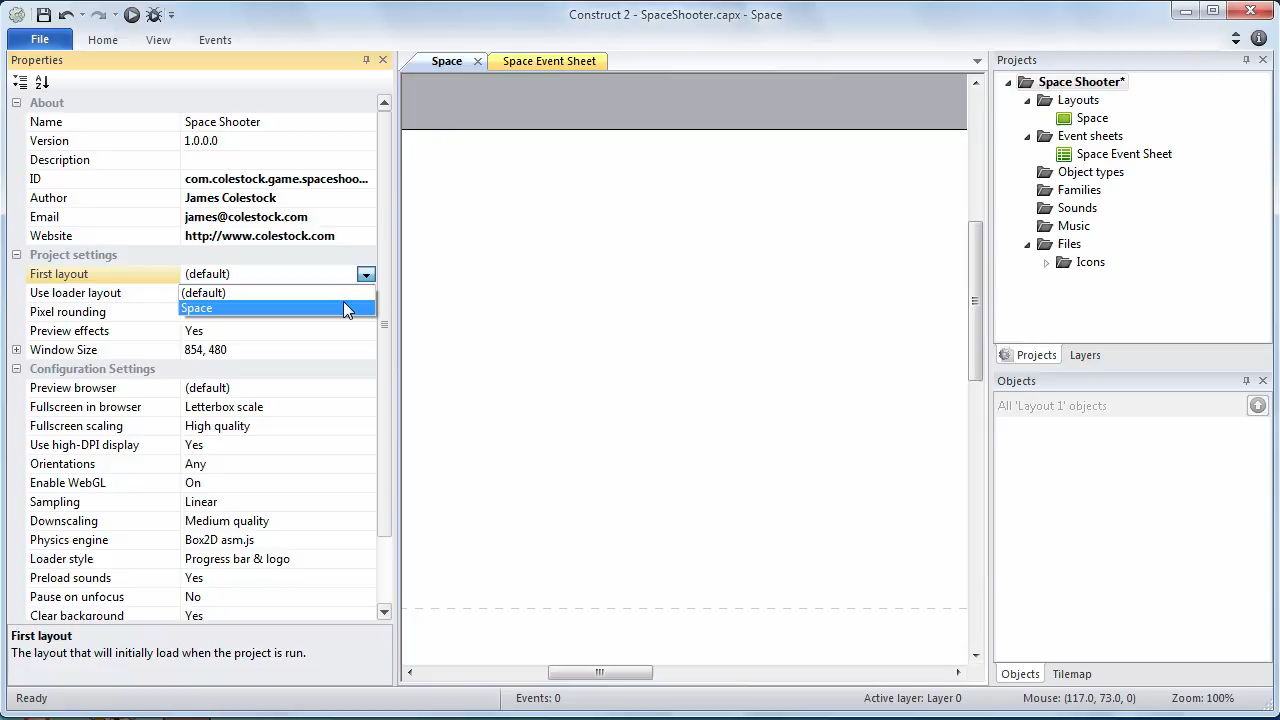 Construct 2 - SpaceShooter.capx - Space
File
Home
View
Events
Properties
About
Name Space Shooter
Version 1.0.0.0
Description
ID com.colestock.game.spaceshoo...
Author James Colestock
Email james@colestock.com
Website http://www.colestock.com
Project settings
First layout (default)
Use loader layout (default)
Pixel rounding Space
Preview effects Yes
Window Size 854, 480
Configuration Settings
Preview browser (default)
Fullscreen in browser Letterbox scale
Fullscreen scaling High quality
Use high-DPI display Yes
Orientations Any
Enable WebGL On
Sampling Linear
Downscaling Medium quality
Physics engine Box2D asm.js
Loader style Progress bar & logo
Preload sounds Yes
Pause on unfocus No
Clear background Yes
First layout
The layout that will initially load when the project is run.
Space
Space Event Sheet
Projects
Space Shooter*
Layouts
Space
Event sheets
Space Event Sheet
Object types
Families
Sounds
Music
Files
Icons
Projects
Layers
Objects
All 'Layout 1' objects
Objects
Tilemap
Ready
Events: 0
Active layer: Layer 0
Mouse: (117.0, 73.0, 0)
Zoom: 100%